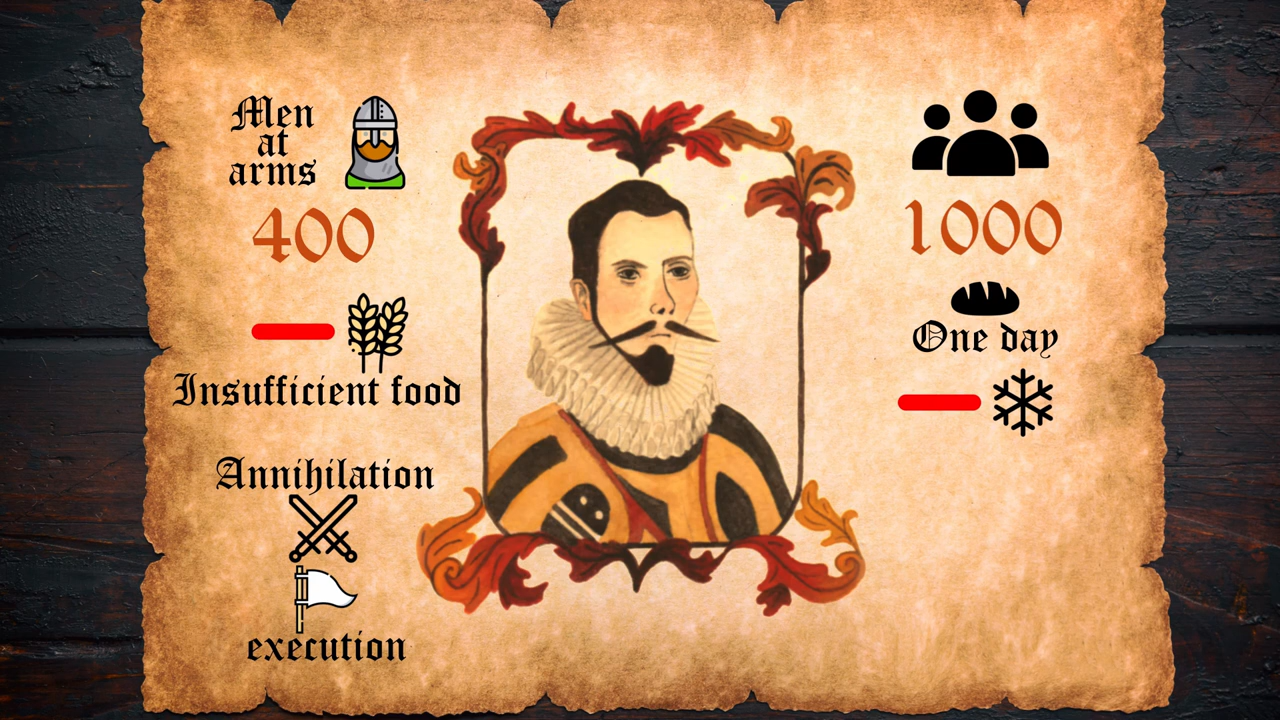 Men
at
arms
400
Insufficient food
Annihilation
execution
1000
One day